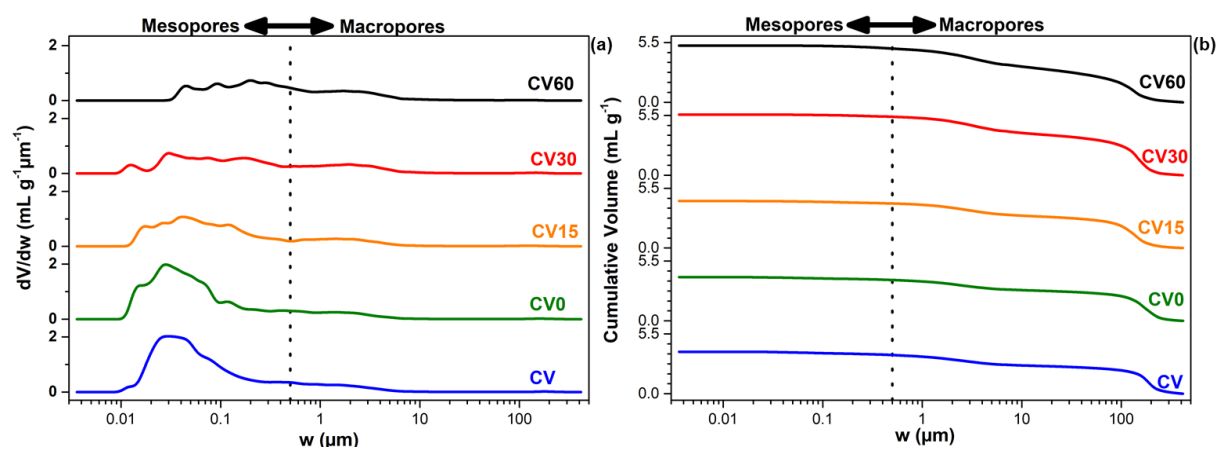 Mesopores Macropores
(a)
2
0
CV60
2
0
CV30
2
0
CV15
2
0
CV0
2
0
CV
dV/dw (mL g⁻¹μm⁻¹)
0.01 0.1 1 10 100
w (μm)
Mesopores Macropores
(b)
5.5
0.0
CV60
5.5
0.0
CV30
5.5
0.0
CV15
5.5
0.0
CV0
5.5
0.0
CV
Cumulative Volume (mL g⁻¹)
0.01 0.1 1 10 100
w (μm)